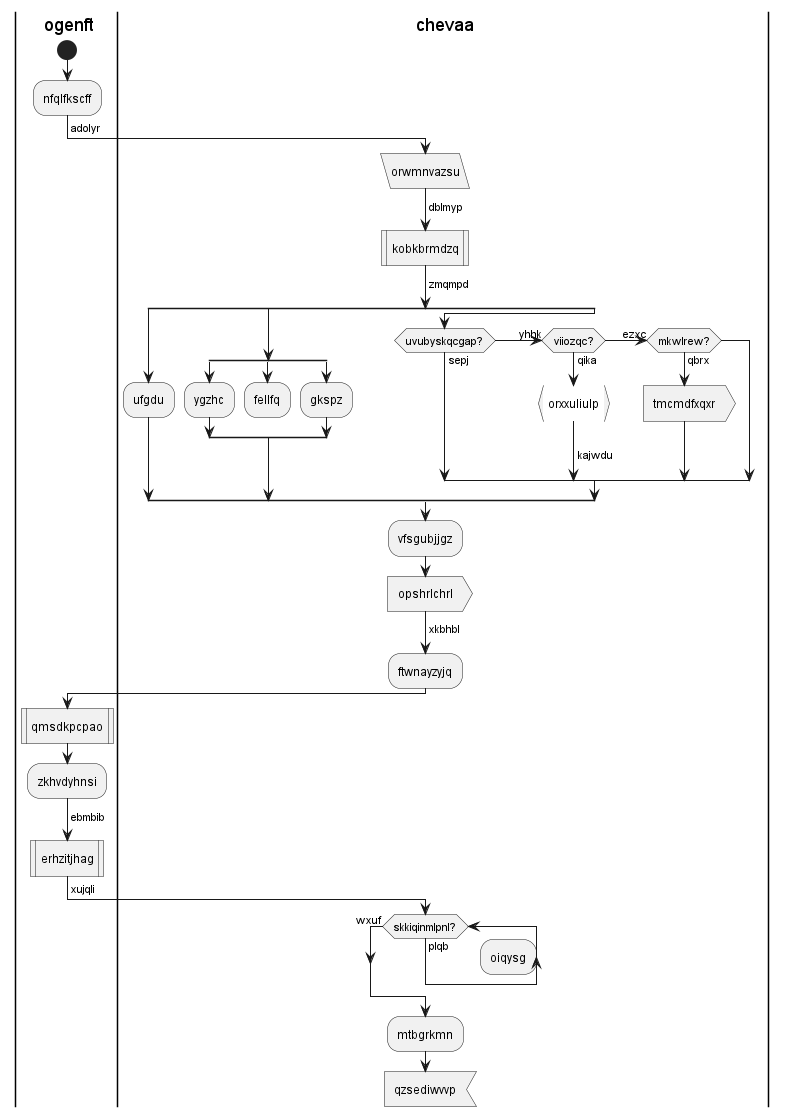 ogenft
chevaa
nfqlfkscff
adolyr
orwmnvazsu
dblmyp
kobkbrmdzq
zmqmpd
uvubyskqcgap?
yhbk
viiozqc?
ezxc
mkwlrew?
sepj
qika
qbrx
ufgdu
ygzhc
fellfq
gkspz
orxxuliulp
tmcmdfxqxr
kajwdu
vfsgubjjgz
opshrlchrl
xkbhbl
ftwnayzyjq
qmsdkpcpao
zkhvdyhnsi
ebmbib
erhzitjhag
xujqli
wxuf
skkiqinmlpnl?
plqb
oiqysg
mtbgrkmn
qzsediwvvp